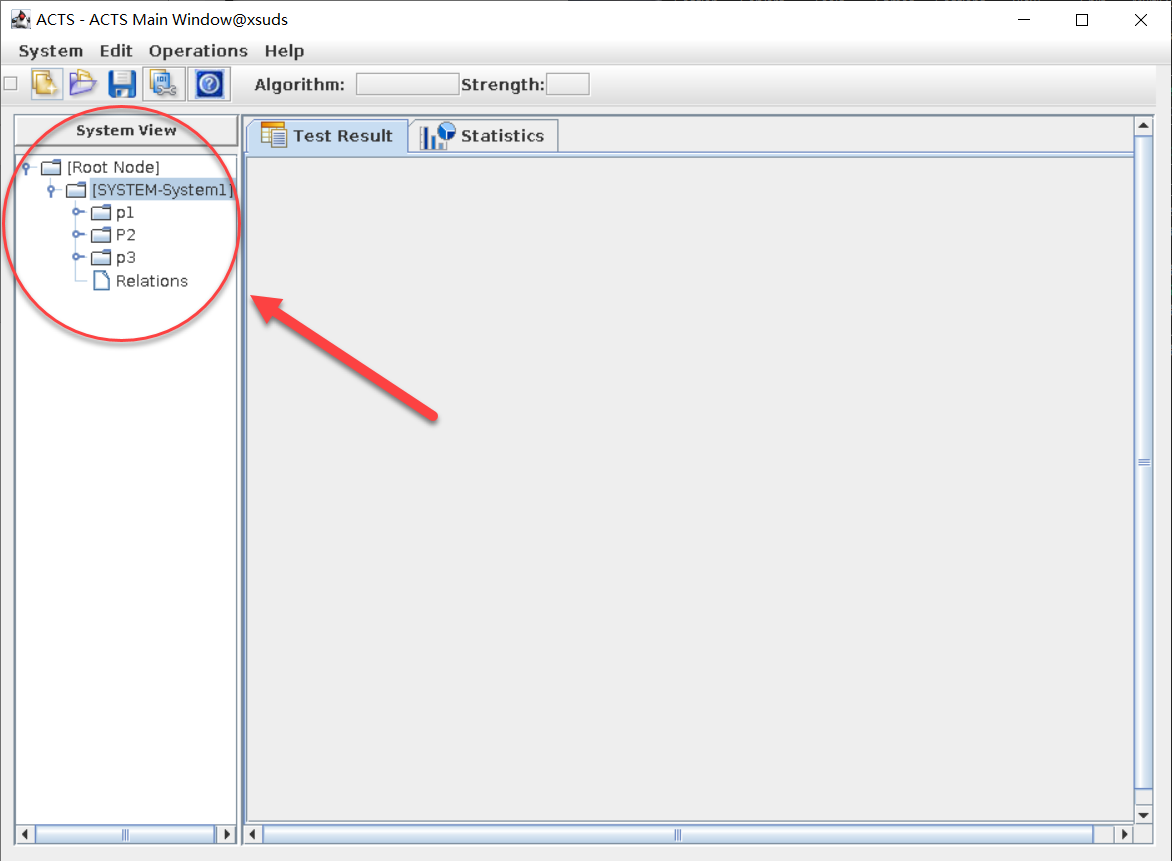 ACTS - ACTS Main Window@xsuds
System Edit Operations Help
Algorithm: Strength:
System View
Test Result
Statistics
[Root Node]
[SYSTEM-System1]
p1
P2
p3
Relations